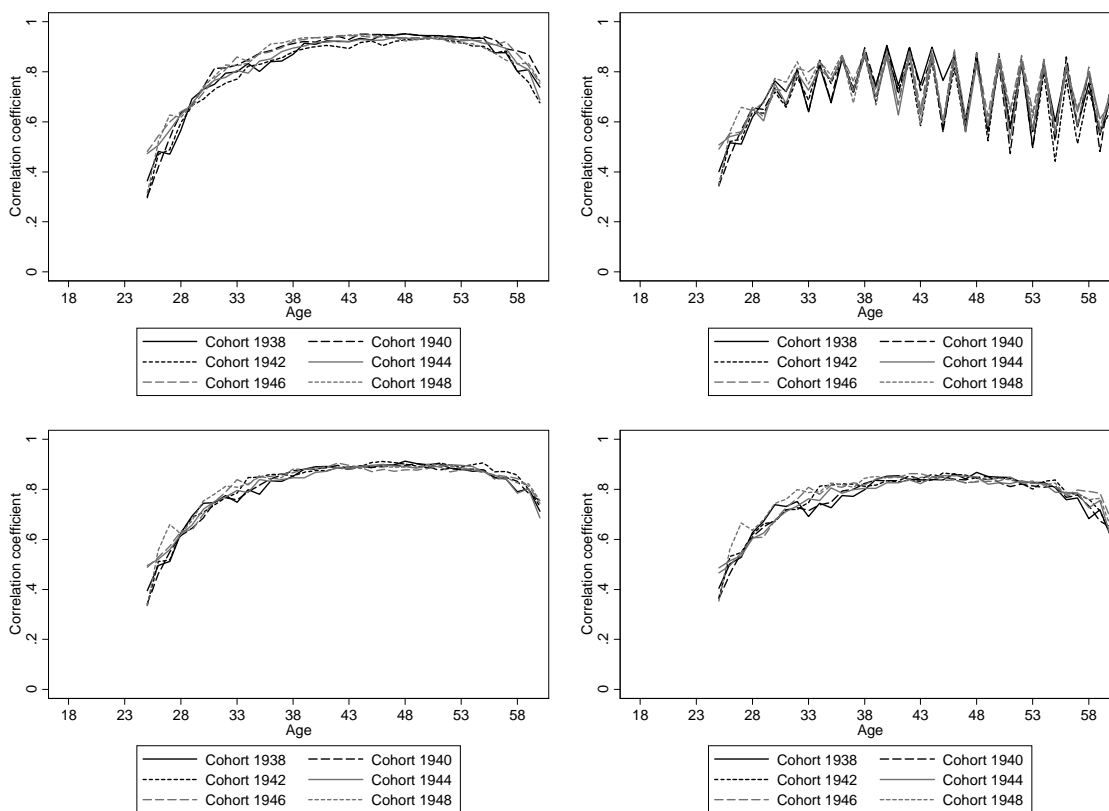 Correlation coefficient
0 .2 .4 .6 .8 1
18 23 28 33 38 43 48 53 58
Age
Cohort 1938 Cohort 1940
Cohort 1942 Cohort 1944
Cohort 1946 Cohort 1948
Correlation coefficient
0 .2 .4 .6 .8 1
18 23 28 33 38 43 48 53 58
Age
Cohort 1938 Cohort 1940
Cohort 1942 Cohort 1944
Cohort 1946 Cohort 1948
Correlation coefficient
0 .2 .4 .6 .8 1
18 23 28 33 38 43 48 53 58
Age
Cohort 1938 Cohort 1940
Cohort 1942 Cohort 1944
Cohort 1946 Cohort 1948
Correlation coefficient
0 .2 .4 .6 .8 1
18 23 28 33 38 43 48 53 58
Age
Cohort 1938 Cohort 1940
Cohort 1942 Cohort 1944
Cohort 1946 Cohort 1948